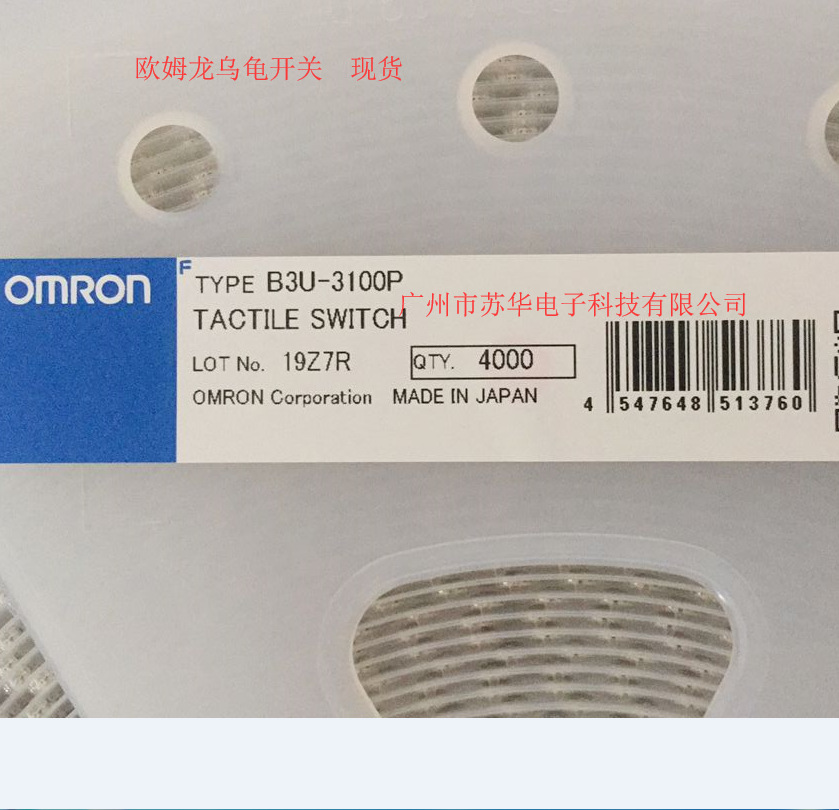 欧姆龙乌龟开关 现货
OMRON
F
TYPE B3U-3100P
广州市苏华电子科技有限公司
TACTILE SWITCH
LOT No. 19Z7R QTY. 4000
OMRON Corporation MADE IN JAPAN
4 547648 513760